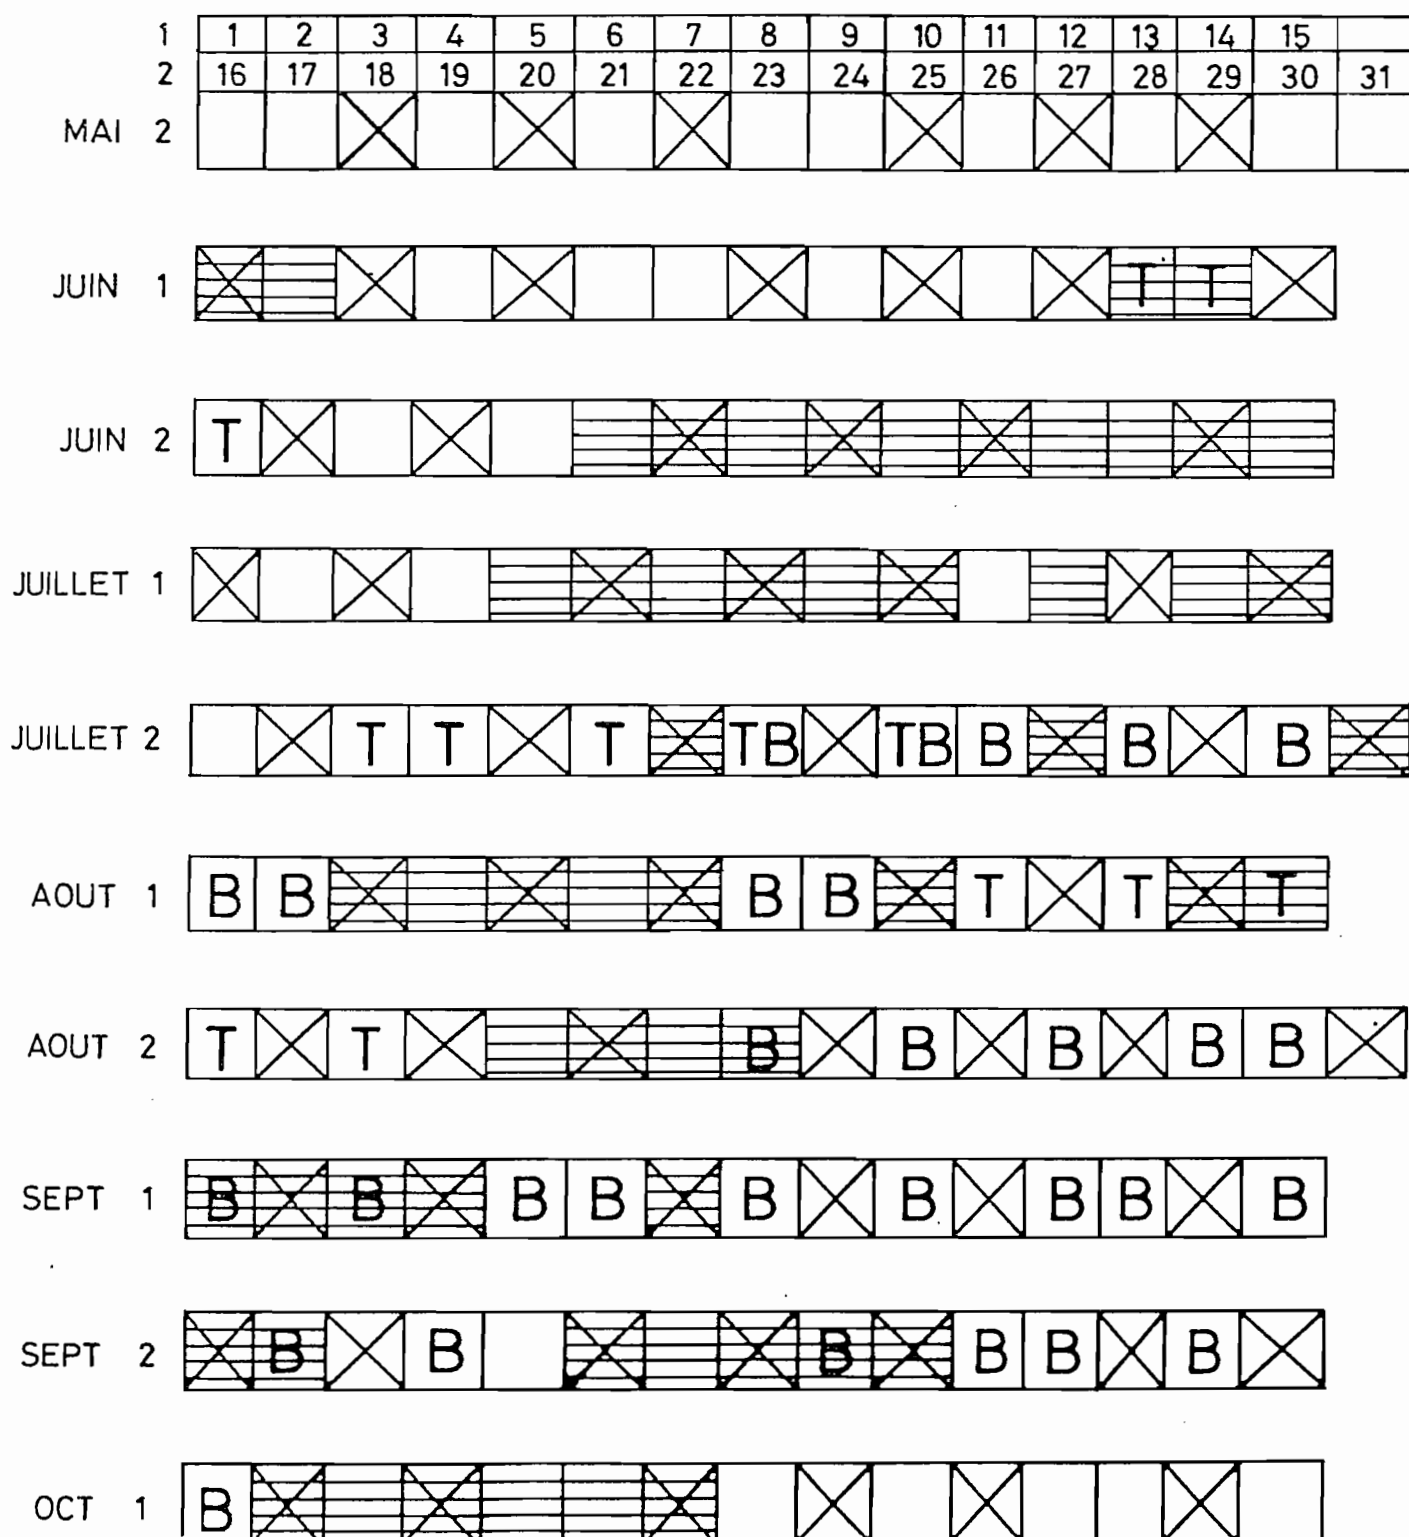 1 1 2 3 4 5 6 7 8 9 10 11 12 13 14 15
2 16 17 18 19 20 21 22 23 24 25 26 27 28 29 30 31
MAI 2
JUIN 1 T T
JUIN 2 T
JUILLET 1
JUILLET 2 T T T TB TB B B B
AOUT 1 B B B B T T T
AOUT 2 T T B B B B B
SEPT 1 B B B B B B B B B
SEPT 2 B B B B B B
OCT 1 B